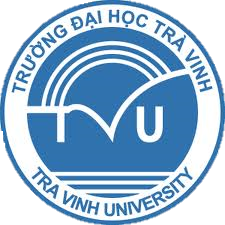 TRƯỜNG ĐẠI HỌC TRÀ VINH
TVU
TRA VINH UNIVERSITY